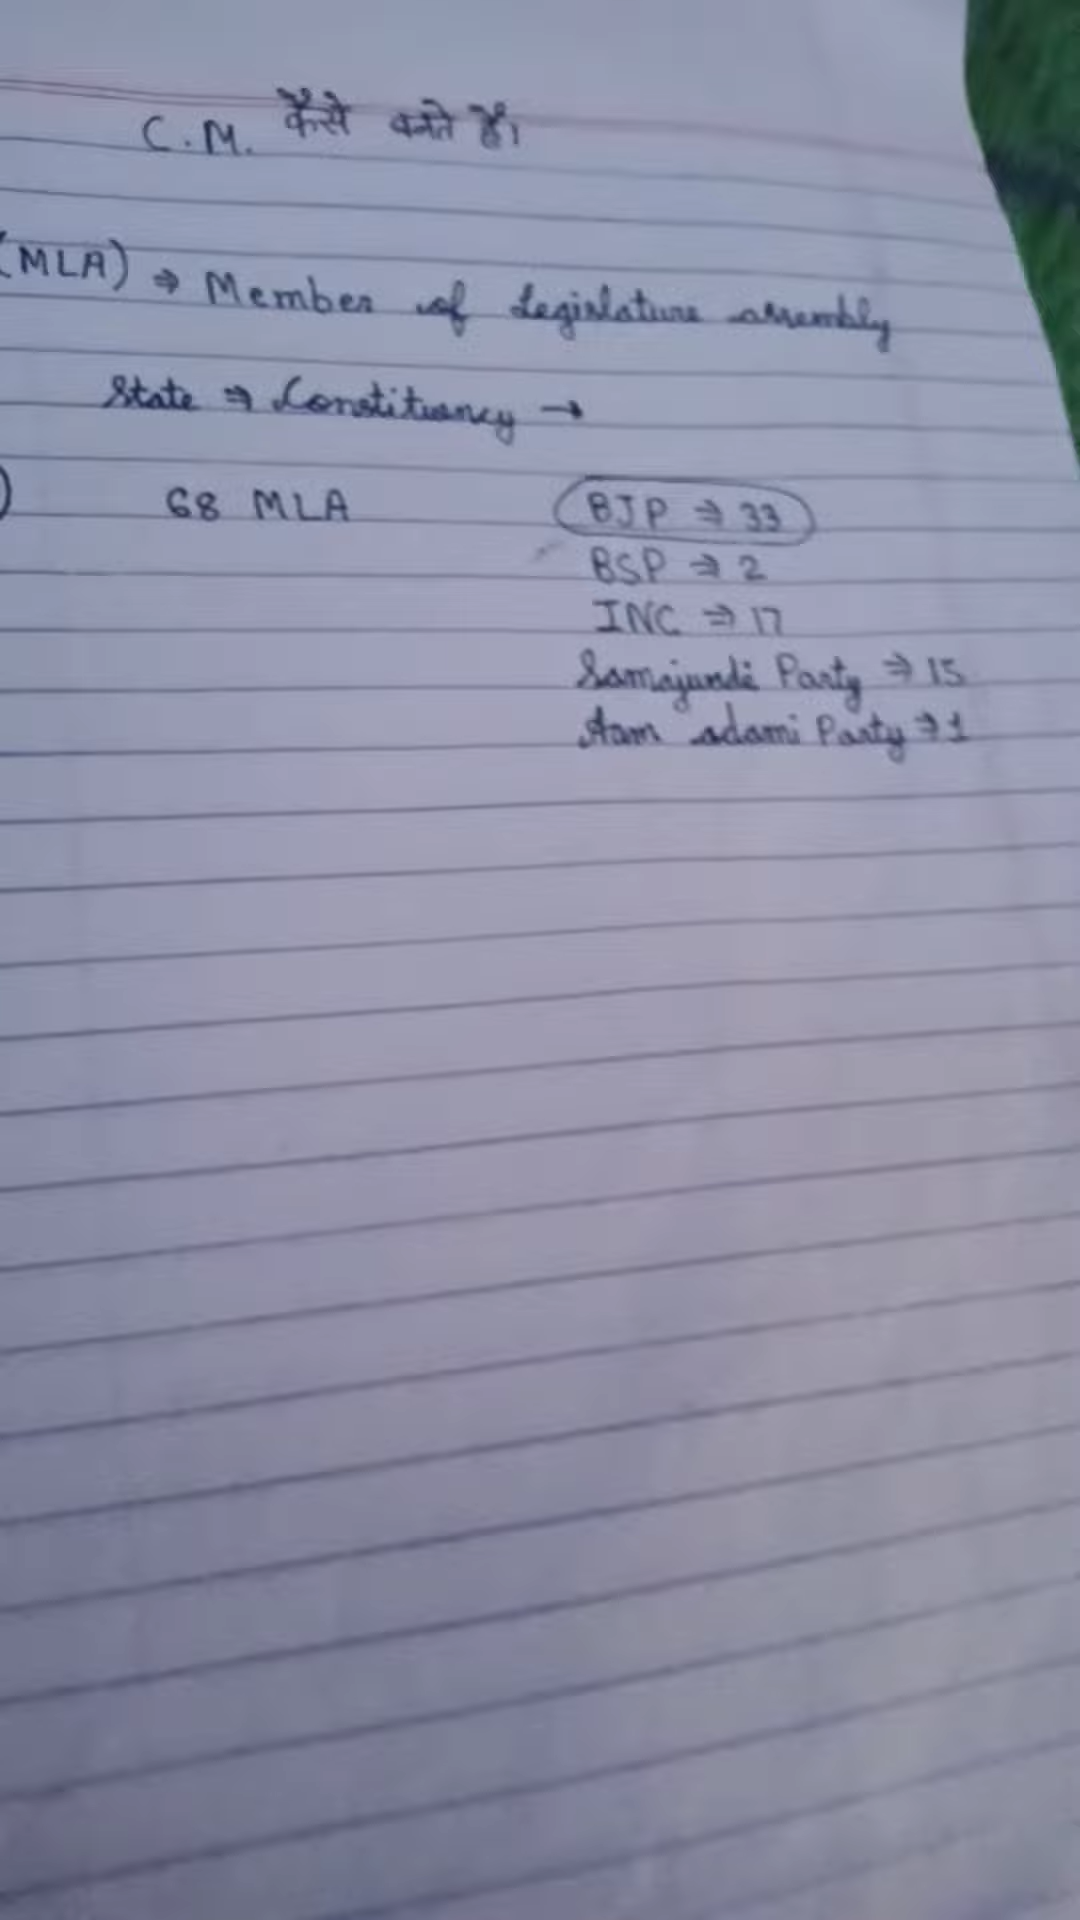 C.M. कैसे बनते हैं।
(MLA) ⇒ Member of Legislature assembly
State ⇒ Constituancy →
) 68 MLA BJP ⇒ 33
BSP ⇒ 2
INC ⇒ 17
Samajwadi Party ⇒ 15
Aam adami Party ⇒ 1